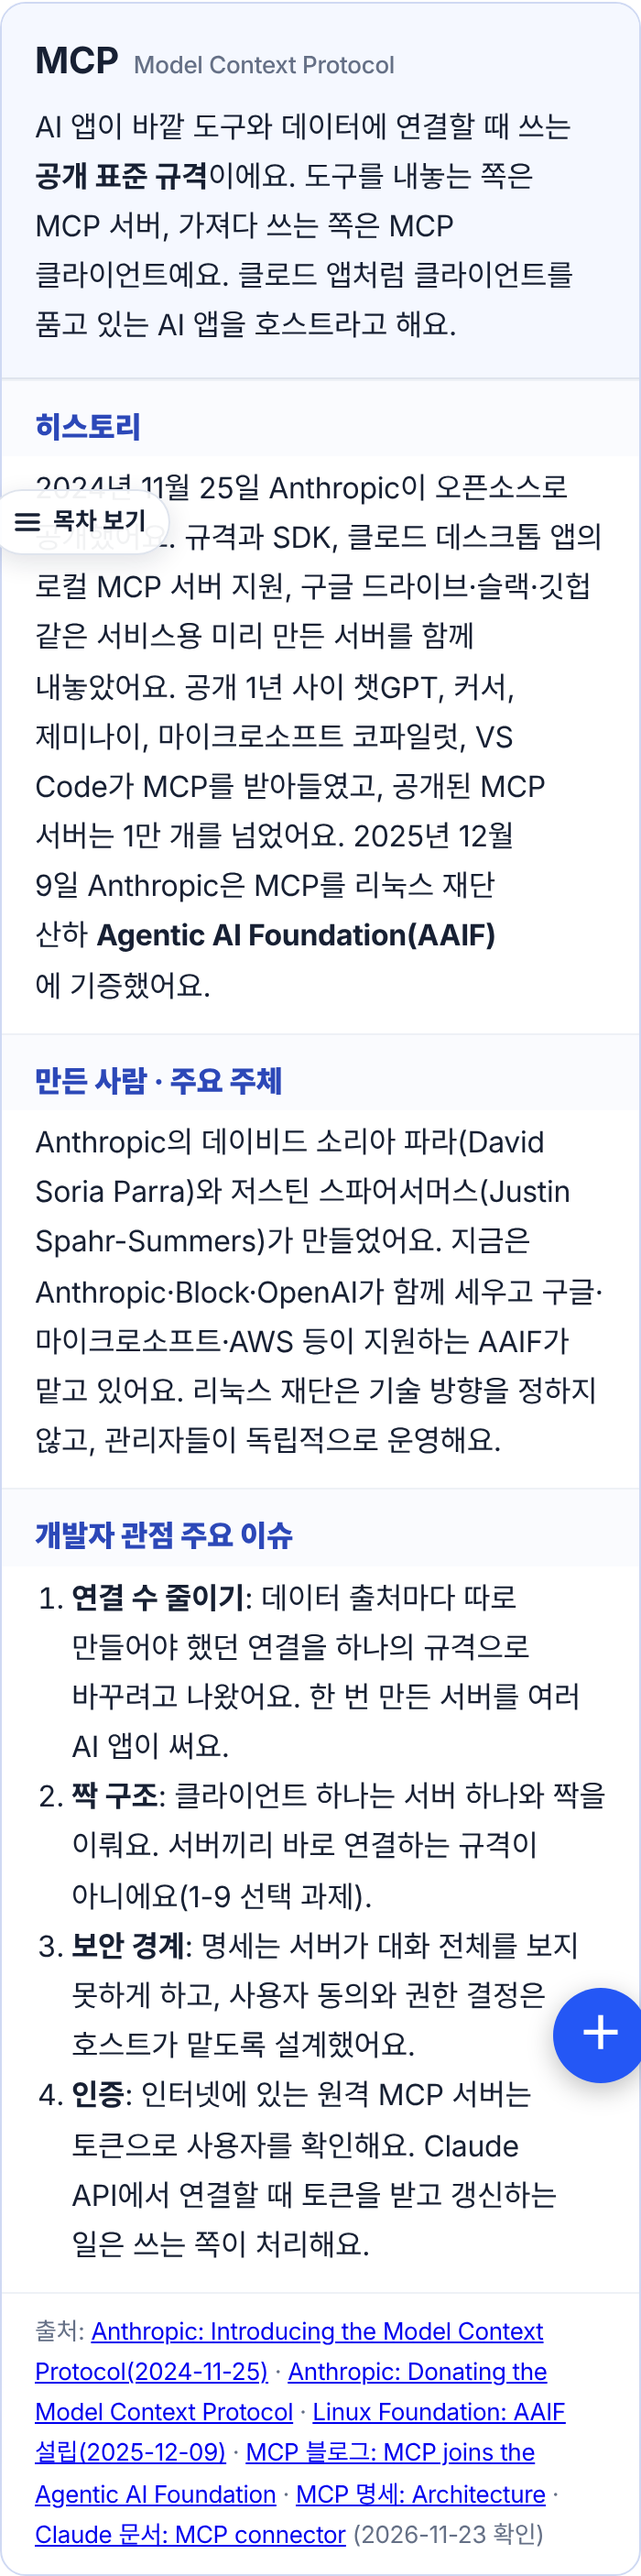 MCP Model Context Protocol
AI 앱이 바깥 도구와 데이터에 연결할 때 쓰는
공개 표준 규격이에요. 도구를 내놓는 쪽은
MCP 서버, 가져다 쓰는 쪽은 MCP
클라이언트예요. 클로드 앱처럼 클라이언트를
품고 있는 AI 앱을 호스트라고 해요.
히스토리
2024년 11월 25일 Anthropic이 오픈소스로
목차 보기
공개했어요. 규격과 SDK, 클로드 데스크톱 앱의
로컬 MCP 서버 지원, 구글 드라이브·슬랙·깃헙
같은 서비스용 미리 만든 서버를 함께
내놓았어요. 공개 1년 사이 챗GPT, 커서,
제미나이, 마이크로소프트 코파일럿, VS
Code가 MCP를 받아들였고, 공개된 MCP
서버는 1만 개를 넘었어요. 2025년 12월
9일 Anthropic은 MCP를 리눅스 재단
산하 Agentic AI Foundation(AAIF)
에 기증했어요.
만든 사람 · 주요 주체
Anthropic의 데이비드 소리아 파라(David
Soria Parra)와 저스틴 스파어서머스(Justin
Spahr-Summers)가 만들었어요. 지금은
Anthropic·Block·OpenAI가 함께 세우고 구글·
마이크로소프트·AWS 등이 지원하는 AAIF가
맡고 있어요. 리눅스 재단은 기술 방향을 정하지
않고, 관리자들이 독립적으로 운영해요.
개발자 관점 주요 이슈
1. 연결 수 줄이기: 데이터 출처마다 따로
만들어야 했던 연결을 하나의 규격으로
바꾸려고 나왔어요. 한 번 만든 서버를 여러
AI 앱이 써요.
2. 짝 구조: 클라이언트 하나는 서버 하나와 짝을
이뤄요. 서버끼리 바로 연결하는 규격이
아니에요(1-9 선택 과제).
3. 보안 경계: 명세는 서버가 대화 전체를 보지
못하게 하고, 사용자 동의와 권한 결정은
호스트가 맡도록 설계했어요.
4. 인증: 인터넷에 있는 원격 MCP 서버는
토큰으로 사용자를 확인해요. Claude
API에서 연결할 때 토큰을 받고 갱신하는
일은 쓰는 쪽이 처리해요.
출처: Anthropic: Introducing the Model Context
Protocol(2024-11-25) · Anthropic: Donating the
Model Context Protocol · Linux Foundation: AAIF
설립(2025-12-09) · MCP 블로그: MCP joins the
Agentic AI Foundation · MCP 명세: Architecture ·
Claude 문서: MCP connector (2026-11-23 확인)